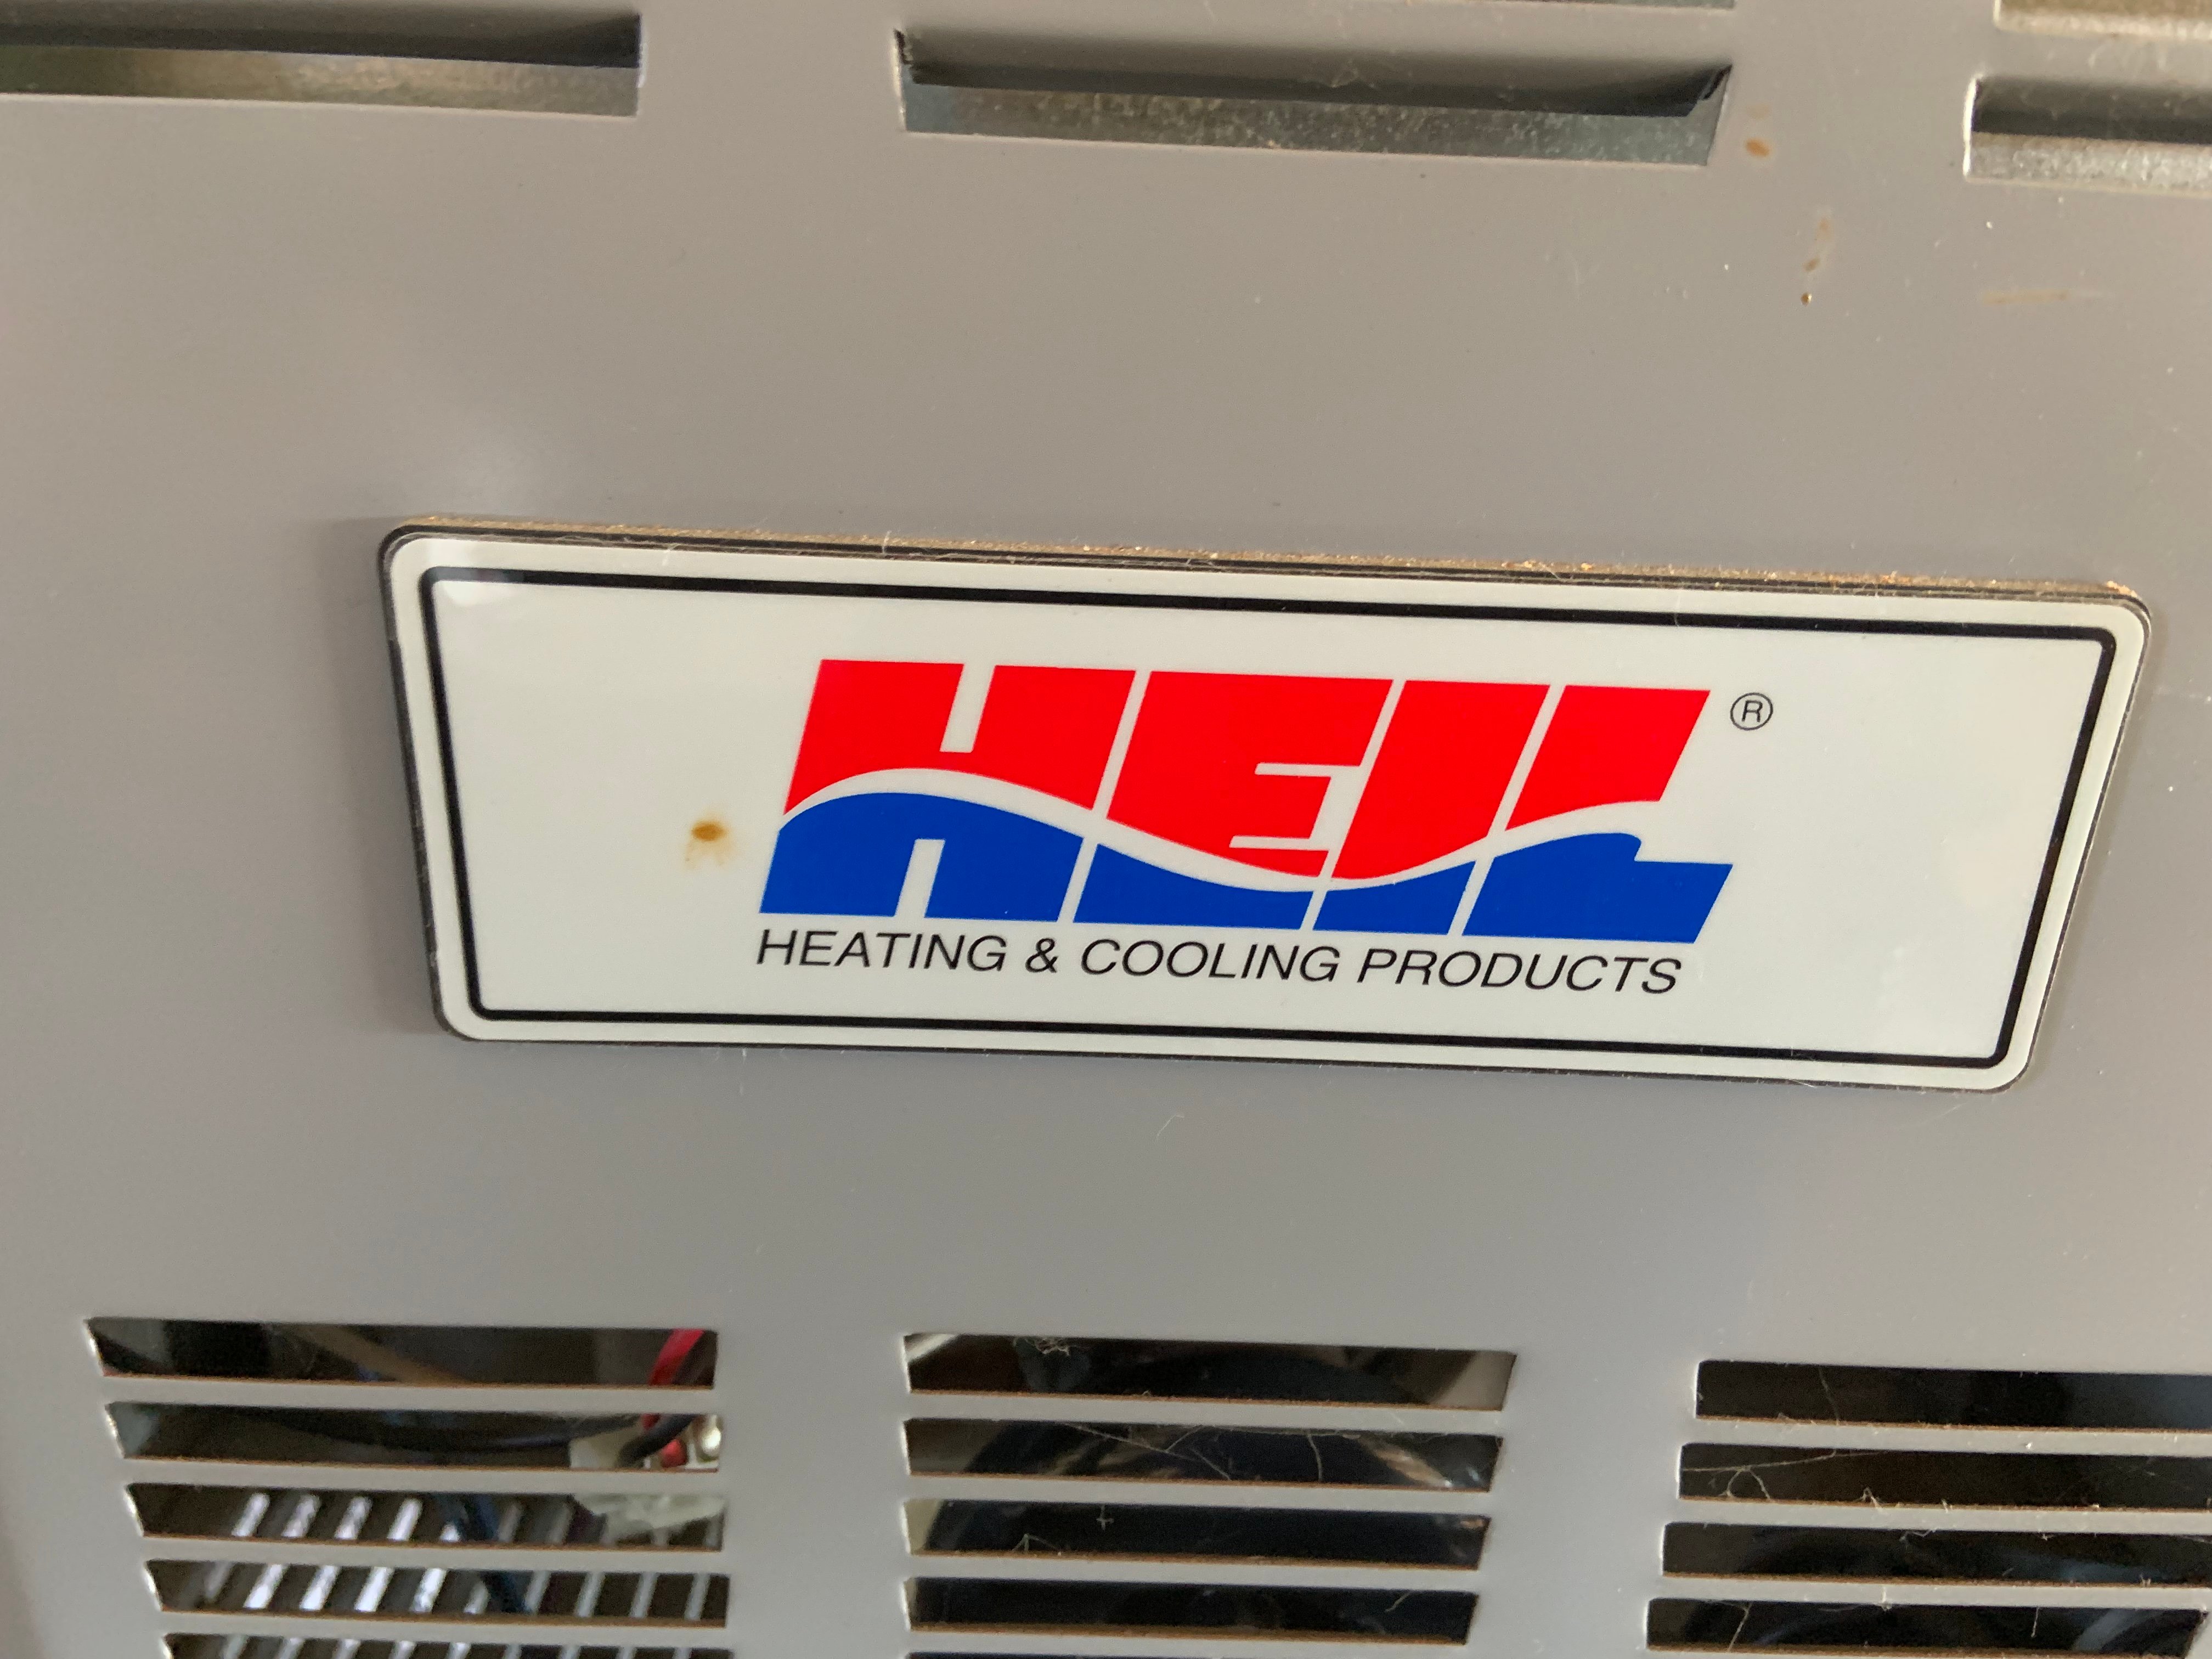 HEIL ®
HEATING & COOLING PRODUCTS